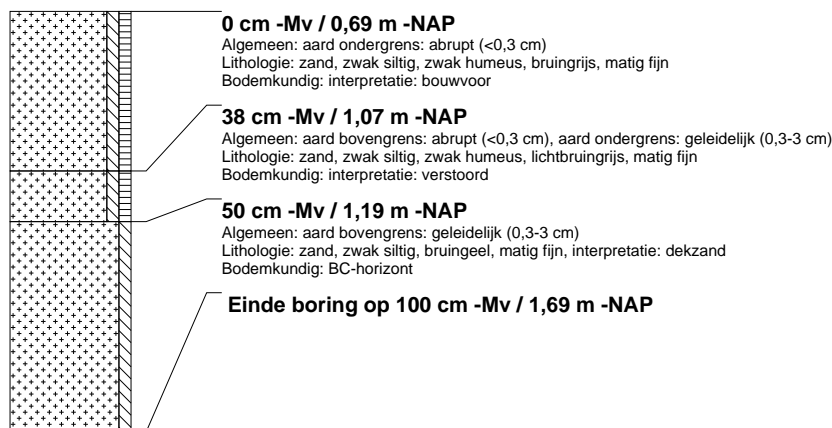 0 cm -Mv / 0,69 m -NAP
Algemeen: aard ondergrens: abrupt (<0,3 cm)
Lithologie: zand, zwak siltig, zwak humeus, bruingrijs, matig fijn
Bodemkundig: interpretatie: bouwvoor
38 cm -Mv / 1,07 m -NAP
Algemeen: aard bovengrens: abrupt (<0,3 cm), aard ondergrens: geleidelijk (0,3-3 cm)
Lithologie: zand, zwak siltig, zwak humeus, lichtbruingrijs, matig fijn
Bodemkundig: interpretatie: verstoord
50 cm -Mv / 1,19 m -NAP
Algemeen: aard bovengrens: geleidelijk (0,3-3 cm)
Lithologie: zand, zwak siltig, bruingeel, matig fijn, interpretatie: dekzand
Bodemkundig: BC-horizont
Einde boring op 100 cm -Mv / 1,69 m -NAP